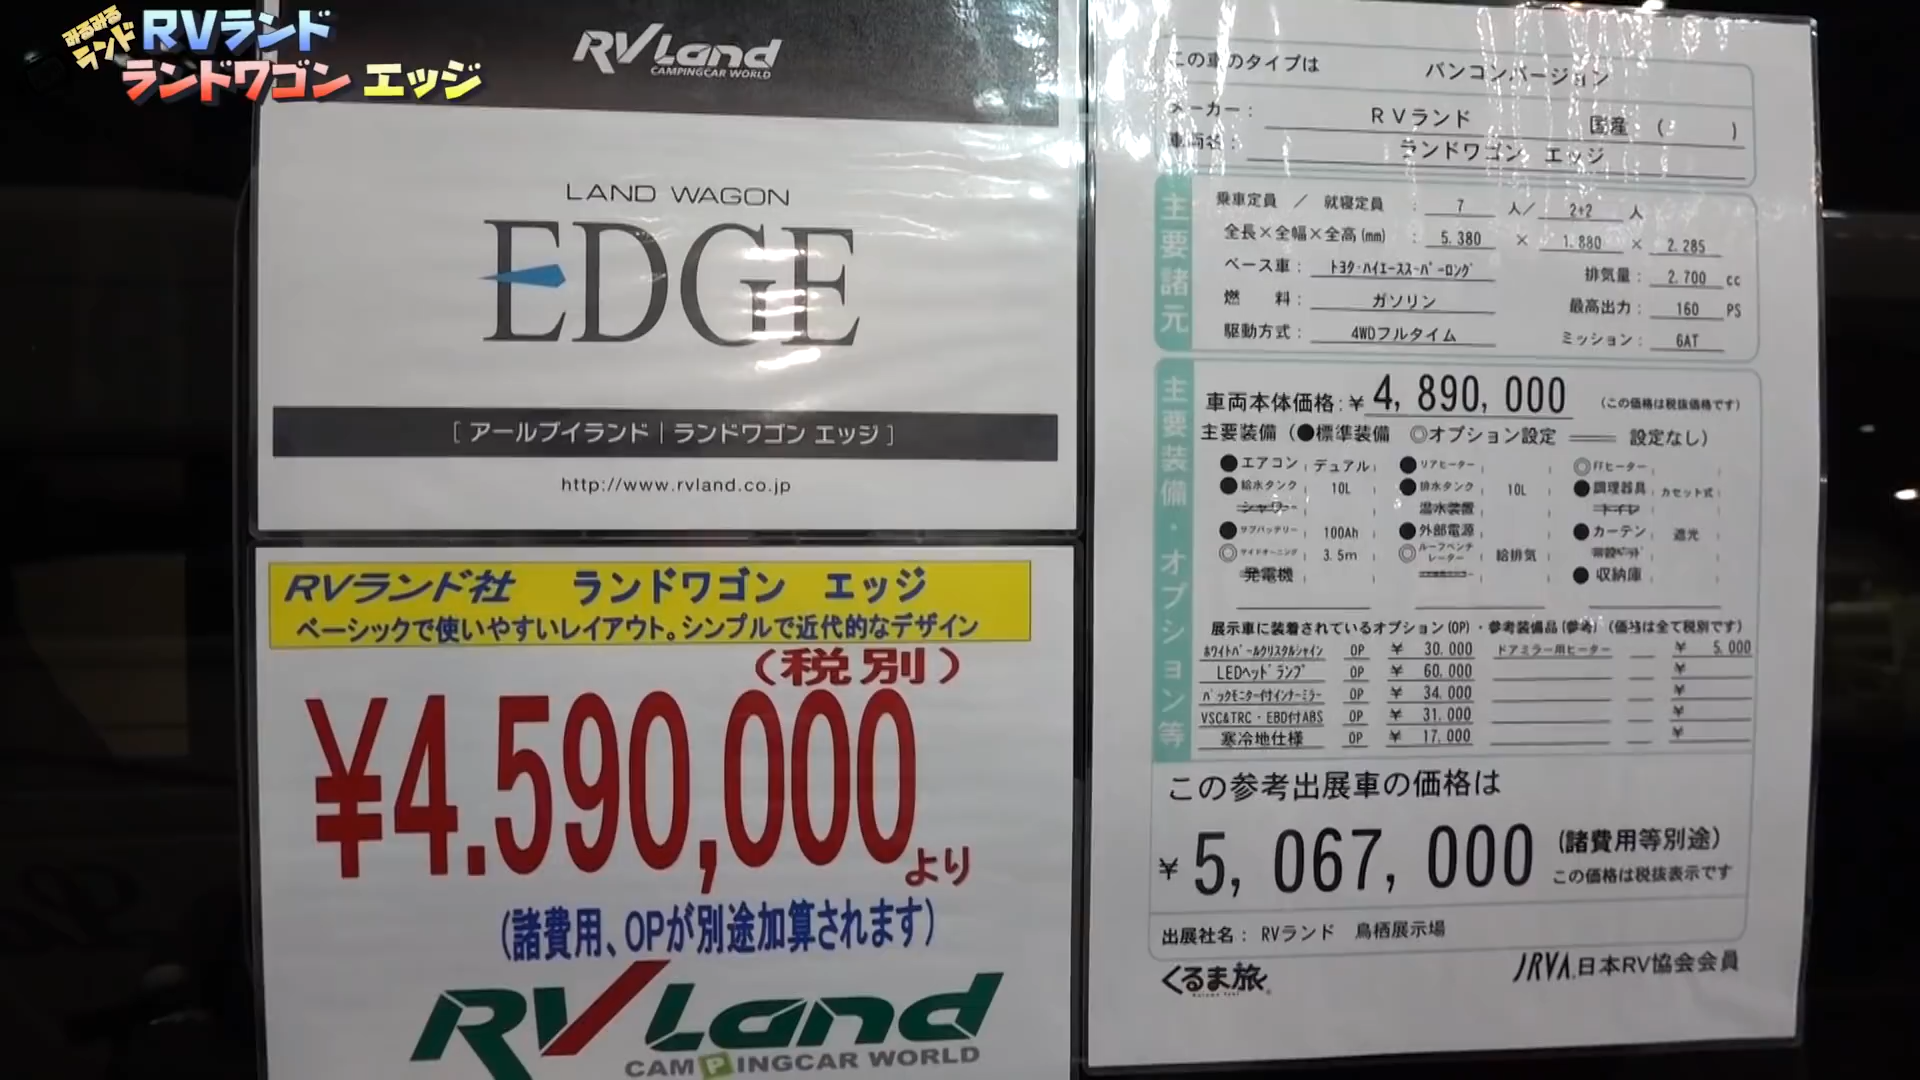 みるみるランド
RVランド
ランドワゴン エッジ
RV Land
CAMPINGCAR WORLD
LAND WAGON
EDGE
[ アールブイランド | ランドワゴン エッジ ]
http://www.rvland.co.jp
RVランド社 ランドワゴン エッジ
ベーシックで使いやすいレイアウト。シンプルで近代的なデザイン
(税別)
¥4.590,000より
(諸費用、OPが別途加算されます)
RV Land
CAMPINGCAR WORLD
この車のタイプは バンコンバージョン
メーカー: RVランド 国産 ( )
車両名: ランドワゴン エッジ
主要諸元
乗車定員 / 就寝定員 : 7 人/ 2+2 人
全長×全幅×全高(mm) : 5.380 × 1.880 × 2.285
ベース車: トヨタ・ハイエーススーパーロング 排気量: 2.700 cc
燃 料: ガソリン 最高出力: 160 PS
駆動方式: 4WDフルタイム ミッション: 6AT
主要装備・オプション等
車両本体価格:¥4,890,000 (この価格は税抜価格です)
主要装備(●標準装備 ◎オプション設定 ── 設定なし)
●エアコン デュアル ●リアヒーター ◎FFヒーター
●給水タンク 10L ●排水タンク 10L ●調理器具 カセット式
シャワー 温水装置 トイレ
●サブバッテリー 100Ah ●外部電源 ●カーテン 遮光
◎サイドオーニング 3.5m ◎ルーフベンチレーター 給排気 常設ベッド
発電機 ●収納庫
展示車に装着されているオプション(OP)・参考装備品(参考) (価格は全て税別です)
ホワイトパールクリスタルシャイン OP ¥ 30.000 ドアミラー用ヒーター ¥ 5.000
LEDヘッドランプ OP ¥ 60.000 ¥
バックモニター付インナーミラー OP ¥ 34.000 ¥
VSC&TRC・EBD付ABS OP ¥ 31.000 ¥
寒冷地仕様 OP ¥ 17.000 ¥
この参考出展車の価格は
¥5,067,000 (諸費用等別途)
この価格は税抜表示です
出展社名: RVランド 鳥栖展示場
くるま旅 JRVA 日本RV協会会員